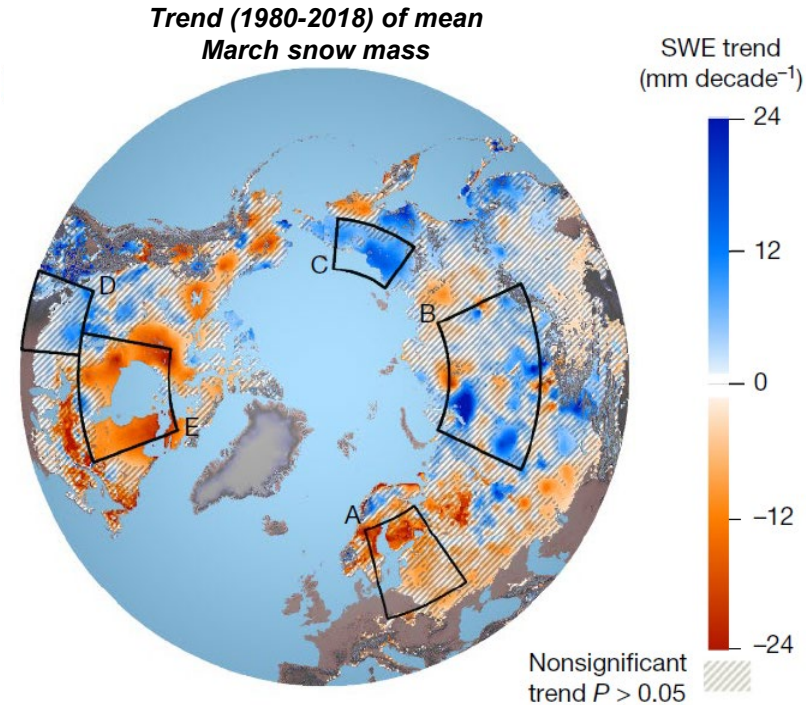 Trend (1980-2018) of mean
March snow mass
SWE trend
(mm decade⁻¹)
24
12
0
−12
−24
Nonsignificant
trend P > 0.05
C
D
B
E
A